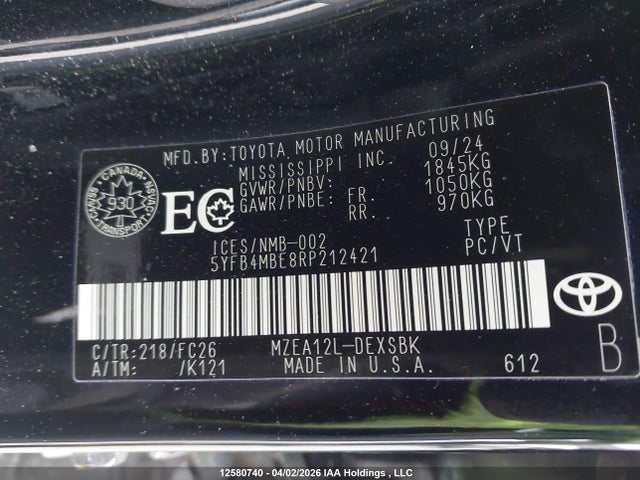 MFD.BY:TOYOTA MOTOR MANUFACTURING
MISSISSIPPI INC. 09/24
GVWR/PNBV: 1845KG
GAWR/PNBE: FR. 1050KG
RR. 970KG
CANADA
930
TRANSPORT
EC
ICES/NMB-002
5YFB4MBE8RP212421
TYPE
PC/VT
C/TR:218/FC26 MZEA12L-DEXSBK
A/TM: /K121 MADE IN U.S.A. 612
B
12580740 - 04/02/2026 IAA Holdings , LLC